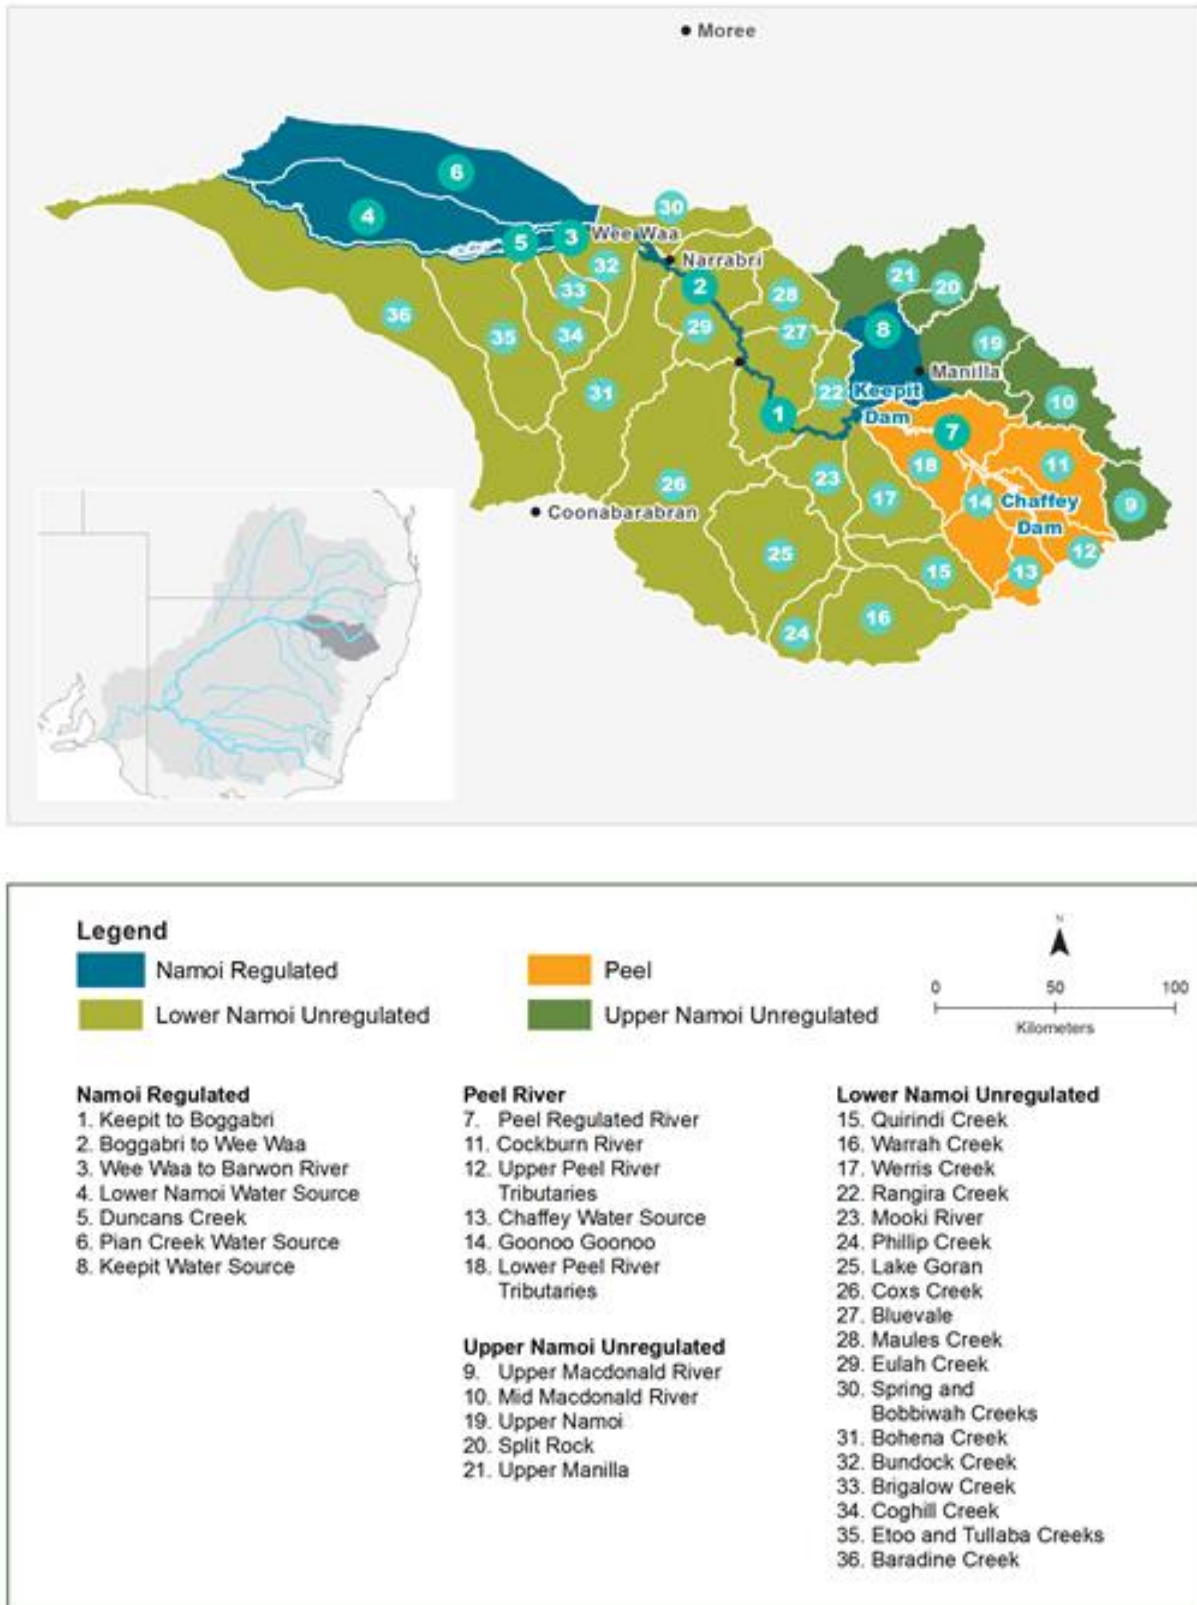 Moree
6
30
4
5
3
Wee Waa
32
Narrabri
21
2
28
20
33
36
35
34
29
27
8
19
31
22
Keepit
Dam
Manilla
10
1
7
26
23
18
11
17
14
Chaffey
Dam
9
Coonabarabran
25
15
13
12
16
24
Legend
Namoi Regulated
Peel
Lower Namoi Unregulated
Upper Namoi Unregulated
N
0 50 100
Kilometers
Namoi Regulated
1. Keepit to Boggabri
2. Boggabri to Wee Waa
3. Wee Waa to Barwon River
4. Lower Namoi Water Source
5. Duncans Creek
6. Pian Creek Water Source
8. Keepit Water Source
Peel River
7. Peel Regulated River
11. Cockburn River
12. Upper Peel River
Tributaries
13. Chaffey Water Source
14. Goonoo Goonoo
18. Lower Peel River
Tributaries
Upper Namoi Unregulated
9. Upper Macdonald River
10. Mid Macdonald River
19. Upper Namoi
20. Split Rock
21. Upper Manilla
Lower Namoi Unregulated
15. Quirindi Creek
16. Warrah Creek
17. Werris Creek
22. Rangira Creek
23. Mooki River
24. Phillip Creek
25. Lake Goran
26. Coxs Creek
27. Bluevale
28. Maules Creek
29. Eulah Creek
30. Spring and
Bobbiwah Creeks
31. Bohena Creek
32. Bundock Creek
33. Brigalow Creek
34. Coghill Creek
35. Etoo and Tullaba Creeks
36. Baradine Creek